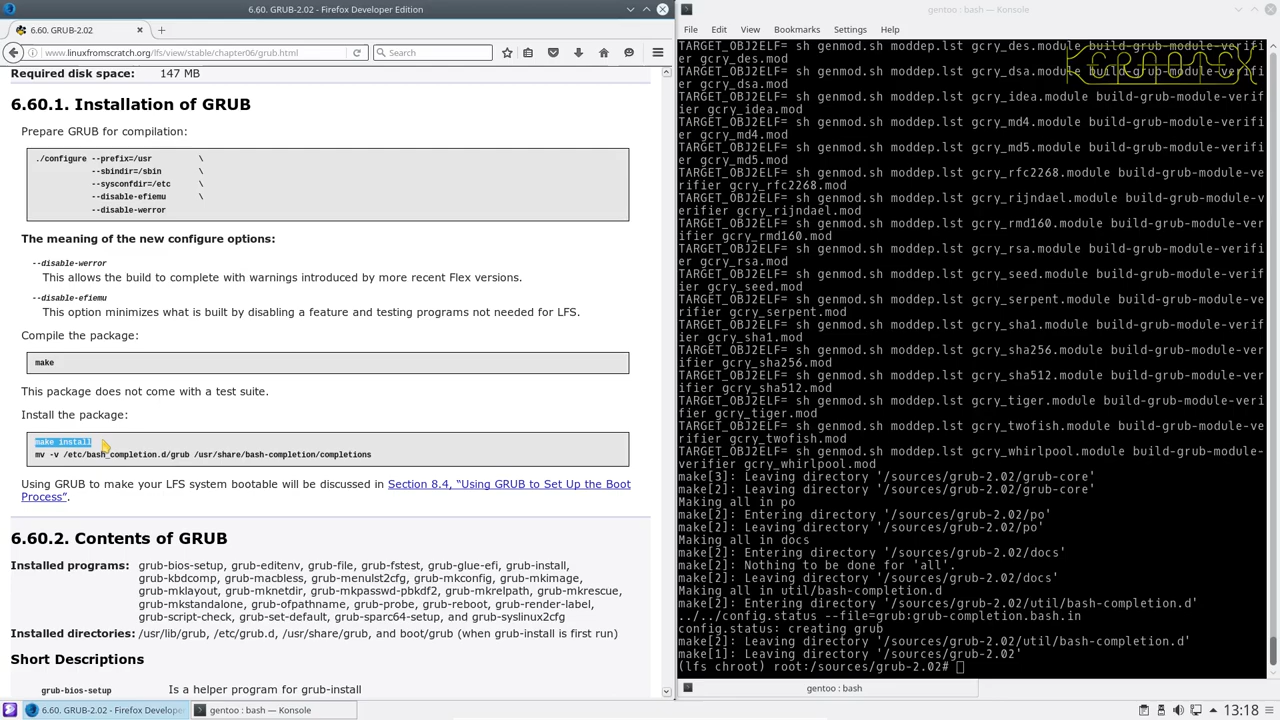 6.60. GRUB-2.02 - Firefox Developer Edition
6.60. GRUB-2.02
www.linuxfromscratch.org/lfs/view/stable/chapter06/grub.html
Search
Required disk space: 147 MB
6.60.1. Installation of GRUB
Prepare GRUB for compilation:
./configure --prefix=/usr \
--sbindir=/sbin \
--sysconfdir=/etc \
--disable-efiemu \
--disable-werror
The meaning of the new configure options:
--disable-werror
This allows the build to complete with warnings introduced by more recent Flex versions.
--disable-efiemu
This option minimizes what is built by disabling a feature and testing programs not needed for LFS.
Compile the package:
make
This package does not come with a test suite.
Install the package:
make install
mv -v /etc/bash_completion.d/grub /usr/share/bash-completion/completions
Using GRUB to make your LFS system bootable will be discussed in Section 8.4, “Using GRUB to Set Up the Boot
Process”.
6.60.2. Contents of GRUB
Installed programs: grub-bios-setup, grub-editenv, grub-file, grub-fstest, grub-glue-efi, grub-install,
grub-kbdcomp, grub-macbless, grub-menulst2cfg, grub-mkconfig, grub-mkimage,
grub-mklayout, grub-mknetdir, grub-mkpasswd-pbkdf2, grub-mkrelpath, grub-mkrescue,
grub-mkstandalone, grub-ofpathname, grub-probe, grub-reboot, grub-render-label,
grub-script-check, grub-set-default, grub-sparc64-setup, and grub-syslinux2cfg
Installed directories: /usr/lib/grub, /etc/grub.d, /usr/share/grub, and boot/grub (when grub-install is first run)
Short Descriptions
grub-bios-setup Is a helper program for grub-install
gentoo : bash — Konsole
File Edit View Bookmarks Settings Help
TARGET_OBJ2ELF= sh genmod.sh moddep.lst gcry_des.module build-grub-module-verifi
er gcry_des.mod
TARGET_OBJ2ELF= sh genmod.sh moddep.lst gcry_dsa.module build-grub-module-verifi
er gcry_dsa.mod
TARGET_OBJ2ELF= sh genmod.sh moddep.lst gcry_idea.module build-grub-module-verif
ier gcry_idea.mod
TARGET_OBJ2ELF= sh genmod.sh moddep.lst gcry_md4.module build-grub-module-verifi
er gcry_md4.mod
TARGET_OBJ2ELF= sh genmod.sh moddep.lst gcry_md5.module build-grub-module-verifi
er gcry_md5.mod
TARGET_OBJ2ELF= sh genmod.sh moddep.lst gcry_rfc2268.module build-grub-module-ve
rifier gcry_rfc2268.mod
TARGET_OBJ2ELF= sh genmod.sh moddep.lst gcry_rijndael.module build-grub-module-v
erifier gcry_rijndael.mod
TARGET_OBJ2ELF= sh genmod.sh moddep.lst gcry_rmd160.module build-grub-module-ver
ifier gcry_rmd160.mod
TARGET_OBJ2ELF= sh genmod.sh moddep.lst gcry_rsa.module build-grub-module-verifi
er gcry_rsa.mod
TARGET_OBJ2ELF= sh genmod.sh moddep.lst gcry_seed.module build-grub-module-verif
ier gcry_seed.mod
TARGET_OBJ2ELF= sh genmod.sh moddep.lst gcry_serpent.module build-grub-module-ve
rifier gcry_serpent.mod
TARGET_OBJ2ELF= sh genmod.sh moddep.lst gcry_sha1.module build-grub-module-verif
ier gcry_sha1.mod
TARGET_OBJ2ELF= sh genmod.sh moddep.lst gcry_sha256.module build-grub-module-ver
ifier gcry_sha256.mod
TARGET_OBJ2ELF= sh genmod.sh moddep.lst gcry_sha512.module build-grub-module-ver
ifier gcry_sha512.mod
TARGET_OBJ2ELF= sh genmod.sh moddep.lst gcry_tiger.module build-grub-module-veri
fier gcry_tiger.mod
TARGET_OBJ2ELF= sh genmod.sh moddep.lst gcry_twofish.module build-grub-module-ve
rifier gcry_twofish.mod
TARGET_OBJ2ELF= sh genmod.sh moddep.lst gcry_whirlpool.module build-grub-module-
verifier gcry_whirlpool.mod
make[3]: Leaving directory '/sources/grub-2.02/grub-core'
make[2]: Leaving directory '/sources/grub-2.02/grub-core'
Making all in po
make[2]: Entering directory '/sources/grub-2.02/po'
make[2]: Leaving directory '/sources/grub-2.02/po'
Making all in docs
make[2]: Entering directory '/sources/grub-2.02/docs'
make[2]: Nothing to be done for 'all'.
make[2]: Leaving directory '/sources/grub-2.02/docs'
Making all in util/bash-completion.d
make[2]: Entering directory '/sources/grub-2.02/util/bash-completion.d'
../../config.status --file=grub:grub-completion.bash.in
config.status: creating grub
make[2]: Leaving directory '/sources/grub-2.02/util/bash-completion.d'
make[1]: Leaving directory '/sources/grub-2.02'
(lfs chroot) root:/sources/grub-2.02#
gentoo : bash
6.60. GRUB-2.02 - Firefox Develope
gentoo : bash — Konsole
13:18